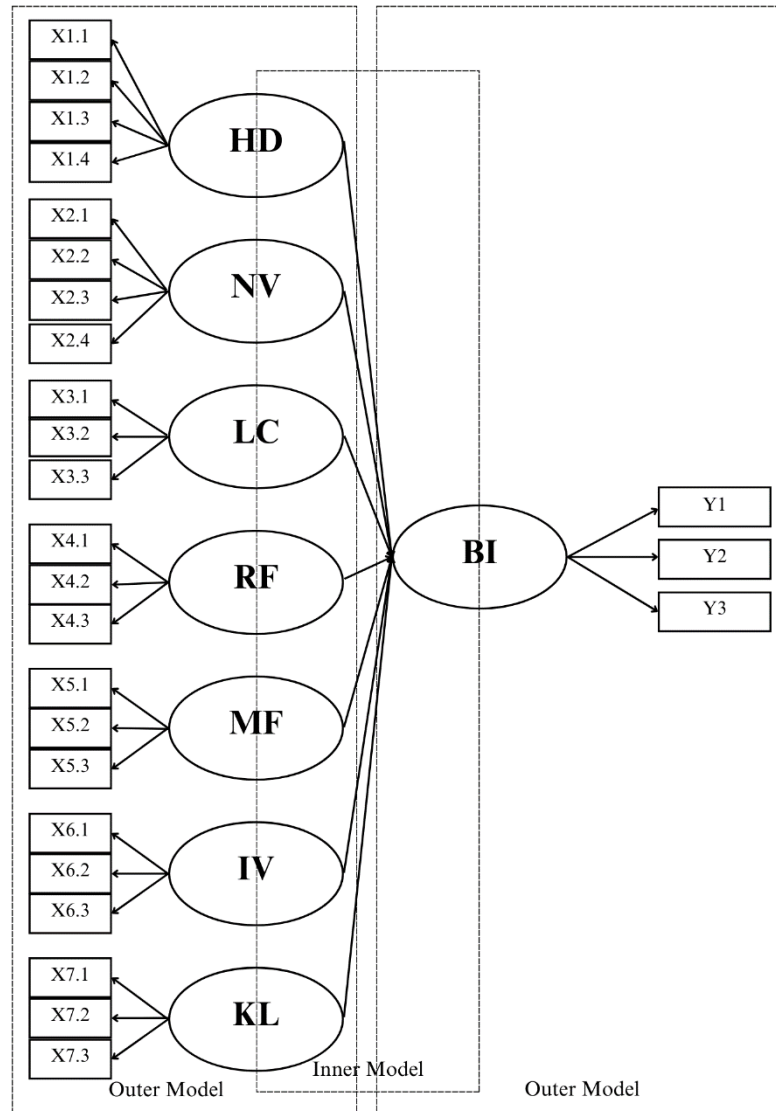 X1.1
X1.2
X1.3
X1.4
HD
X2.1
X2.2
X2.3
X2.4
NV
X3.1
X3.2
X3.3
LC
X4.1
X4.2
X4.3
RF
X5.1
X5.2
X5.3
MF
X6.1
X6.2
X6.3
IV
X7.1
X7.2
X7.3
KL
BI
Y1
Y2
Y3
Outer Model
Inner Model
Outer Model